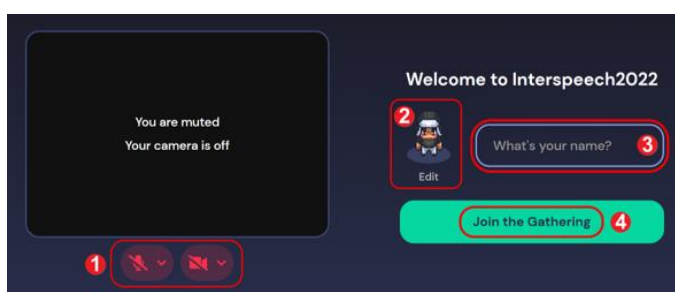 You are muted
Your camera is off
1
Welcome to Interspeech2022
2
Edit
What's your name?
3
Join the Gathering
4